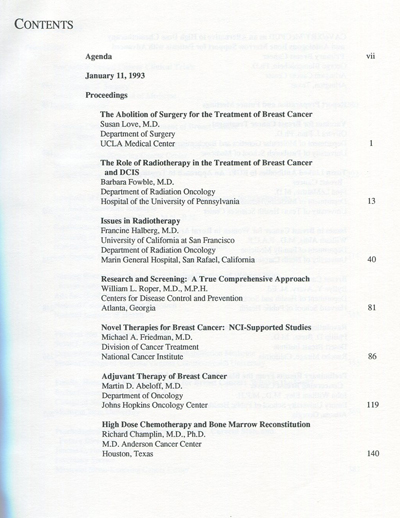 CONTENTS
Agenda vii
January 11, 1993
Proceedings
The Abolition of Surgery for the Treatment of Breast Cancer
Susan Love, M.D.
Department of Surgery
UCLA Medical Center 1
The Role of Radiotherapy in the Treatment of Breast Cancer
and DCIS
Barbara Fowble, M.D.
Department of Radiation Oncology
Hospital of the University of Pennsylvania 13
Issues in Radiotherapy
Francine Halberg, M.D.
University of California at San Francisco
Department of Radiation Oncology
Marin General Hospital, San Rafael, California 40
Research and Screening: A True Comprehensive Approach
William L. Roper, M.D., M.P.H.
Centers for Disease Control and Prevention
Atlanta, Georgia 81
Novel Therapies for Breast Cancer: NCI-Supported Studies
Michael A. Friedman, M.D.
Division of Cancer Treatment
National Cancer Institute 86
Adjuvant Therapy of Breast Cancer
Martin D. Abeloff, M.D.
Department of Oncology
Johns Hopkins Oncology Center 119
High Dose Chemotherapy and Bone Marrow Reconstitution
Richard Champlin, M.D., Ph.D.
M.D. Anderson Cancer Center
Houston, Texas 140